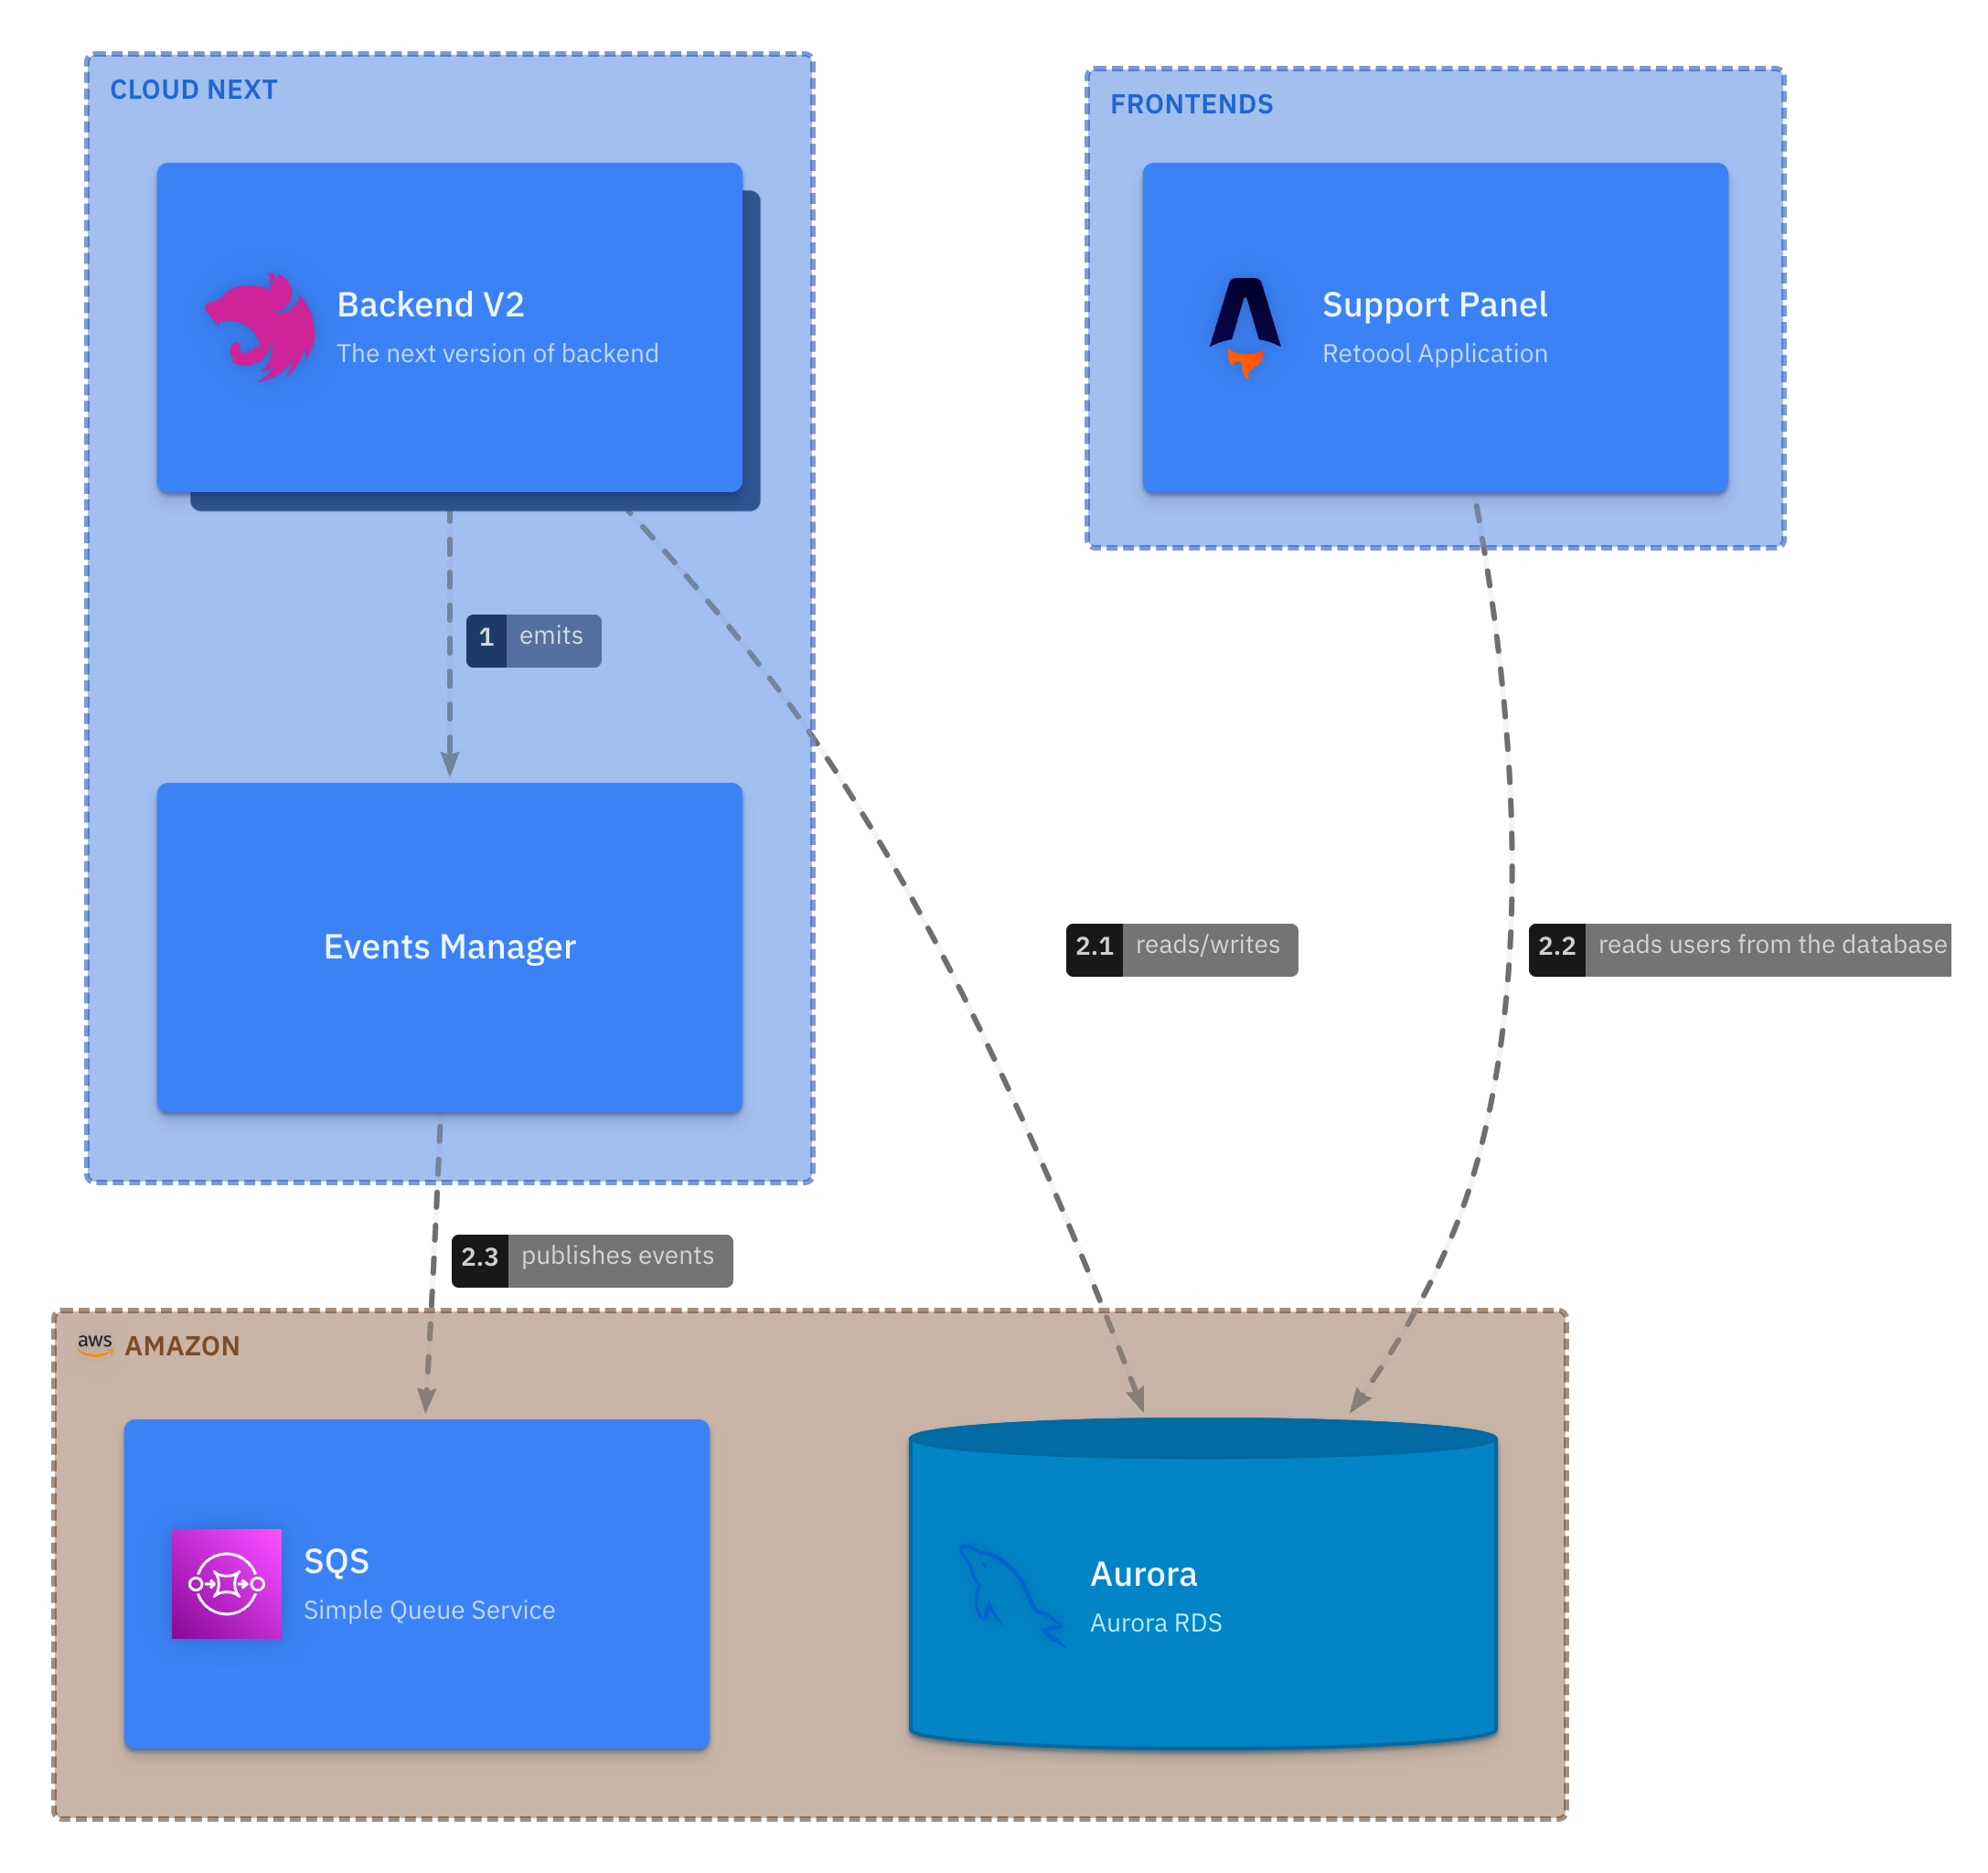 CLOUD NEXT
Backend V2
The next version of backend
1 emits
Events Manager
FRONTENDS
Support Panel
Retoool Application
2.1 reads/writes
2.2 reads users from the database
2.3 publishes events
aws AMAZON
SQS
Simple Queue Service
Aurora
Aurora RDS